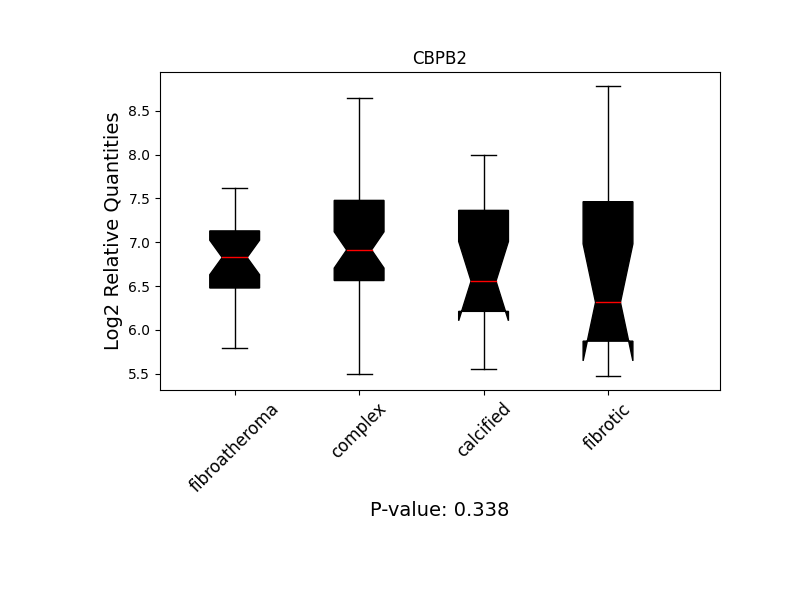 CBPB2
Log2 Relative Quantities
8.5
8.0
7.5
7.0
6.5
6.0
5.5
fibroatheroma
complex
calcified
fibrotic
P-value: 0.338